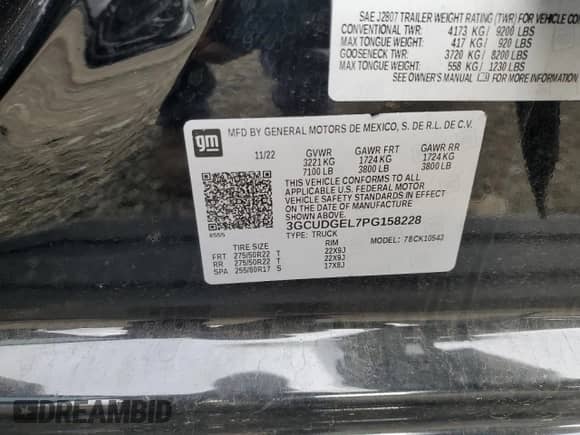 SAE J2807 TRAILER WEIGHT RATING (TWR) FOR VEHICLE
CONVENTIONAL TWR: 4173 KG / 9200 LBS
MAX TONGUE WEIGHT: 417 KG / 920 LBS
GOOSENECK TWR: 3720 KG / 8200 LBS
MAX TONGUE WEIGHT: 558 KG / 1230 LBS
SEE OWNER'S MANUAL FOR MORE INFORMATION
gm MFD BY GENERAL MOTORS DE MEXICO, S. DE R.L. DE C.V.
11/22 GVWR GAWR FRT GAWR RR
3221 KG 1724 KG 1724 KG
7100 LB 3800 LB 3800 LB
THIS VEHICLE CONFORMS TO ALL
APPLICABLE U.S. FEDERAL MOTOR
VEHICLE SAFETY STANDARDS IN
EFFECT ON THE DATE OF MANUFACTURE
SHOWN ABOVE.
3GCUDGEL7PG158228
TYPE: TRUCK MODEL: 78CK10543
TIRE SIZE RIM
FRT 275/50R22 T 22X9J
RR 275/50R22 T 22X9J
SPA 255/80R17 S 17X8J
DREAMBID